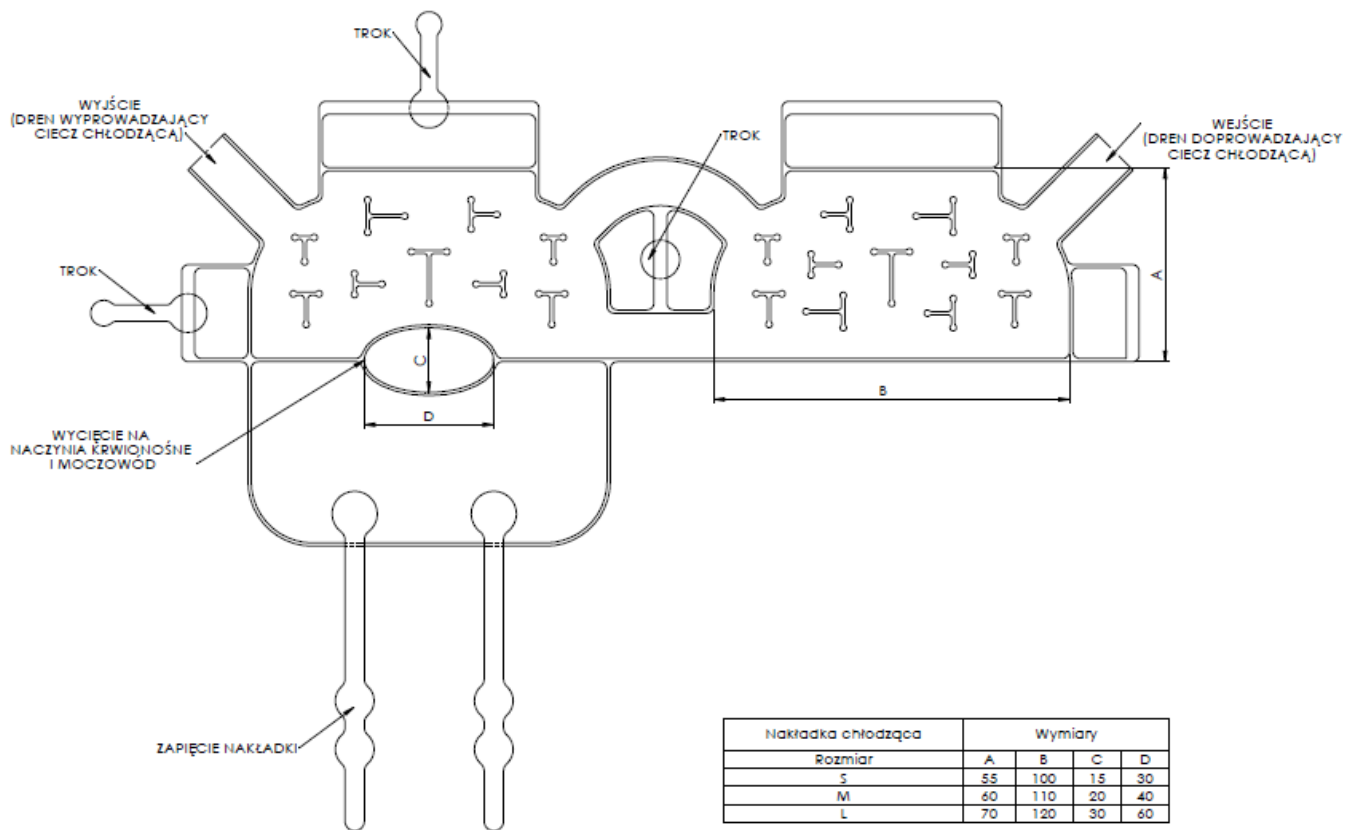 TROK
WYJŚCIE
(DREN WYPROWADZAJĄCY
CIECZ CHŁODZĄCĄ)
TROK
WEJŚCIE
(DREN DOPROWADZAJĄCY
CIECZ CHŁODZĄCĄ)
TROK
A
C
B
D
WYCIĘCIE NA
NACZYNIA KRWIONOŚNE
I MOCZOWÓD
ZAPIĘCIE NAKŁADKI
Nakładka chłodząca Wymiary
Rozmiar A B C D
S 55 100 15 30
M 60 110 20 40
L 70 120 30 60